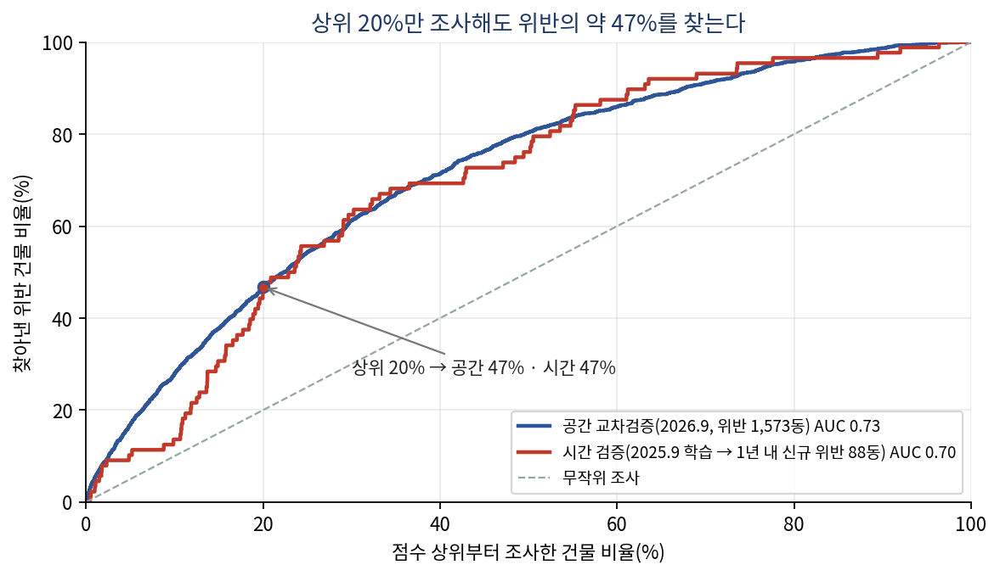 상위 20%만 조사해도 위반의 약 47%를 찾는다
찾아낸 위반 건물 비율(%)
100
80
60
40
20
0
상위 20% → 공간 47% · 시간 47%
공간 교차검증(2026.9, 위반 1,573동) AUC 0.73
시간 검증(2025.9 학습 → 1년 내 신규 위반 88동) AUC 0.70
무작위 조사
0 20 40 60 80 100
점수 상위부터 조사한 건물 비율(%)